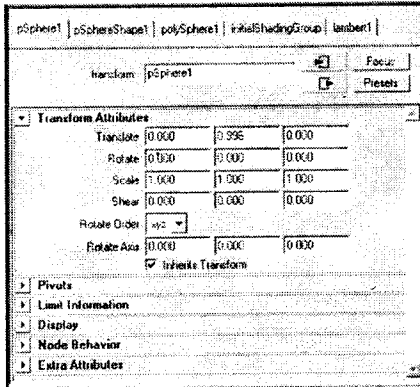 pSphere1 pSphereShape1 polySphere1 initialShadingGroup lambert1
transform: pSphere1
Focus
Presets
Transform Attributes
Translate 0.000 0.996 0.000
Rotate 0.000 0.000 0.000
Scale 1.000 1.000 1.000
Shear 0.000 0.000 0.000
Rotate Order xyz
Rotate Axis 0.000 0.000 0.000
Inherits Transform
Pivots
Limit Information
Display
Node Behavior
Extra Attributes